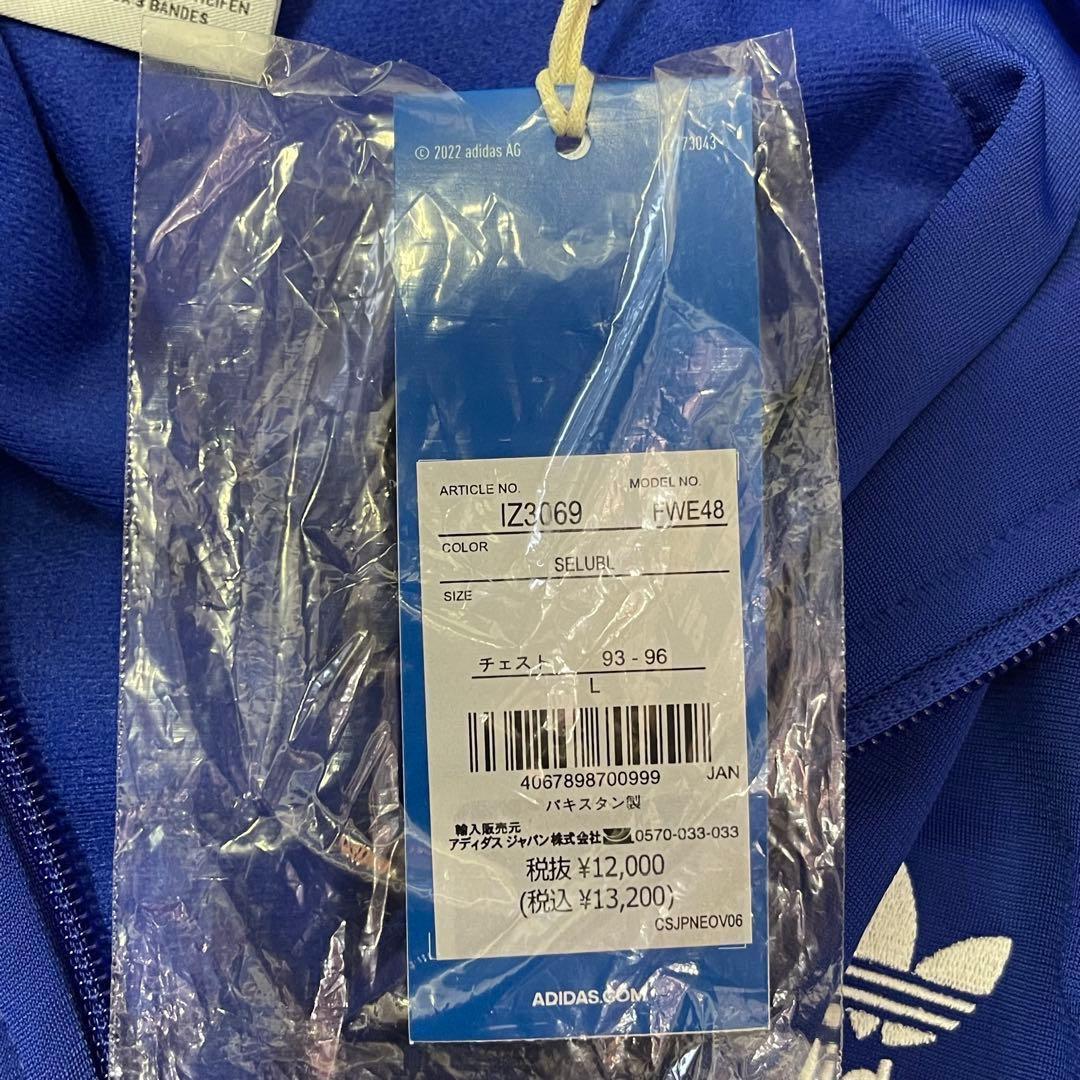 3 BANDES
© 2022 adidas AG
73043
ARTICLE NO.
MODEL NO.
IZ3069
FWE48
COLOR
SELUBL
SIZE
チェスト 93 - 96
L
4067898700999 JAN
パキスタン製
輸入販売元
アディダス ジャパン株式会社 0570-033-033
税抜 ¥12,000
(税込 ¥13,200)
CSJPNEOV06
ADIDAS.COM